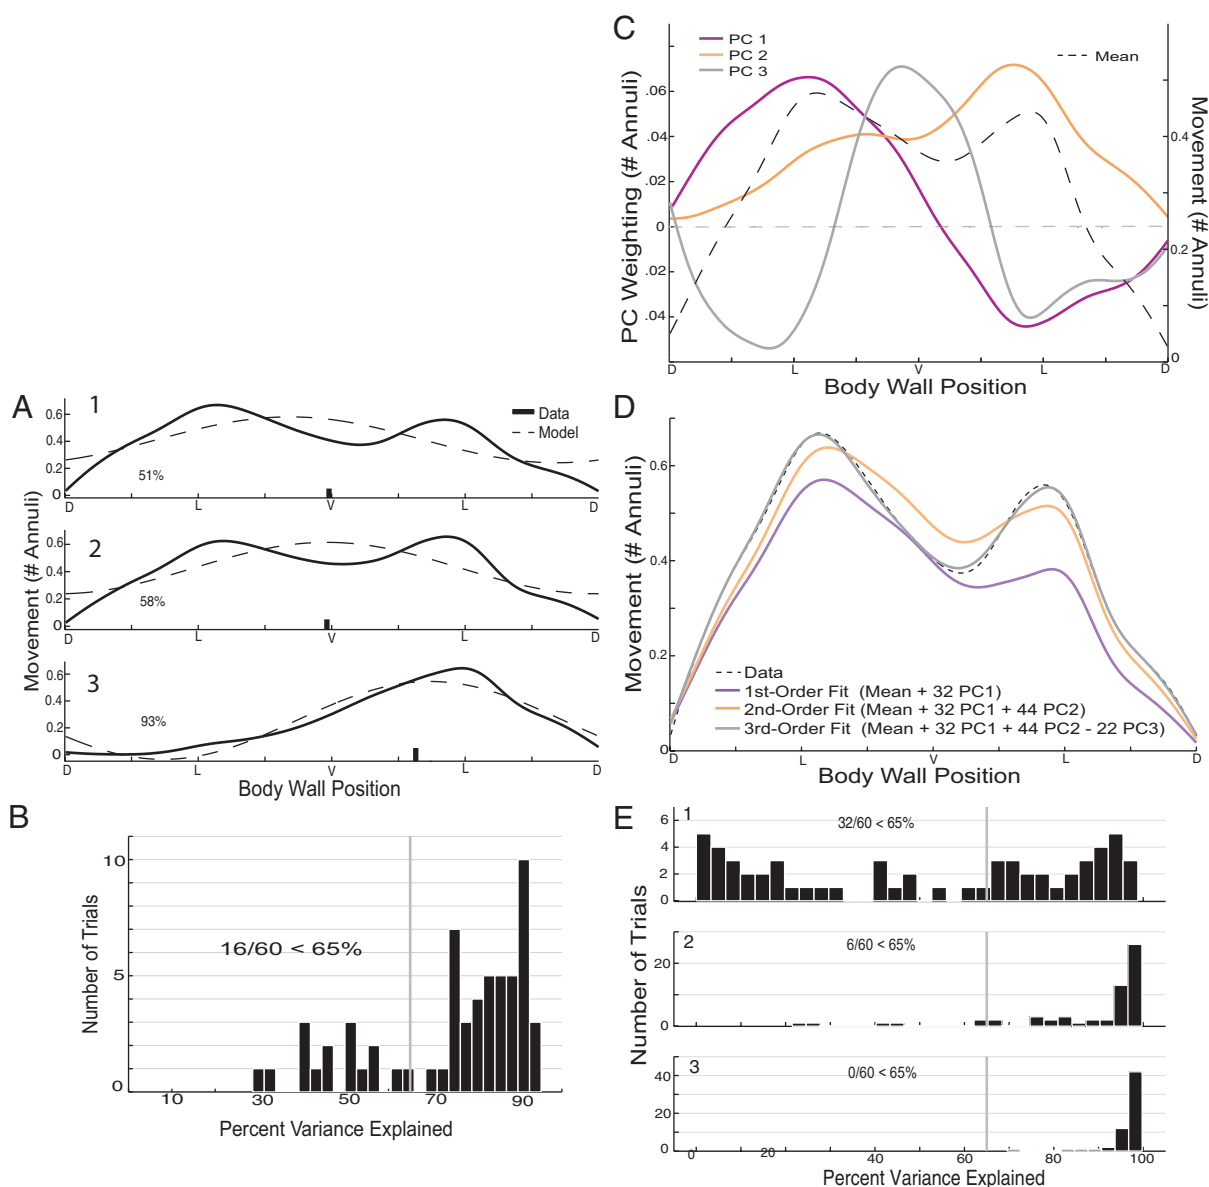 A
1
0.6
0.4
0.2
0
51%
Data
Model
D L V L D
2
0.6
0.4
0.2
0
58%
D L V L D
3
0.6
0.4
0.2
0
93%
D L V L D
Movement (# Annuli)
Body Wall Position
B
10
5
0
16/60 < 65%
Number of Trials
10 30 50 70 90
Percent Variance Explained
C
PC 1
PC 2
PC 3
Mean
.06
.04
.02
0
.02
.04
PC Weighting (# Annuli)
0.4
0.2
0
Movement (# Annuli)
D L V L D
Body Wall Position
D
0.6
0.4
0.2
0
Movement (# Annuli)
Data
1st-Order Fit (Mean + 32 PC1)
2nd-Order Fit (Mean + 32 PC1 + 44 PC2)
3rd-Order Fit (Mean + 32 PC1 + 44 PC2 - 22 PC3)
D L V L D
Body Wall Position
E
1
6
4
2
0
32/60 < 65%
2
20
0
6/60 < 65%
3
40
20
0
0/60 < 65%
Number of Trials
0 20 40 60 80 100
Percent Variance Explained